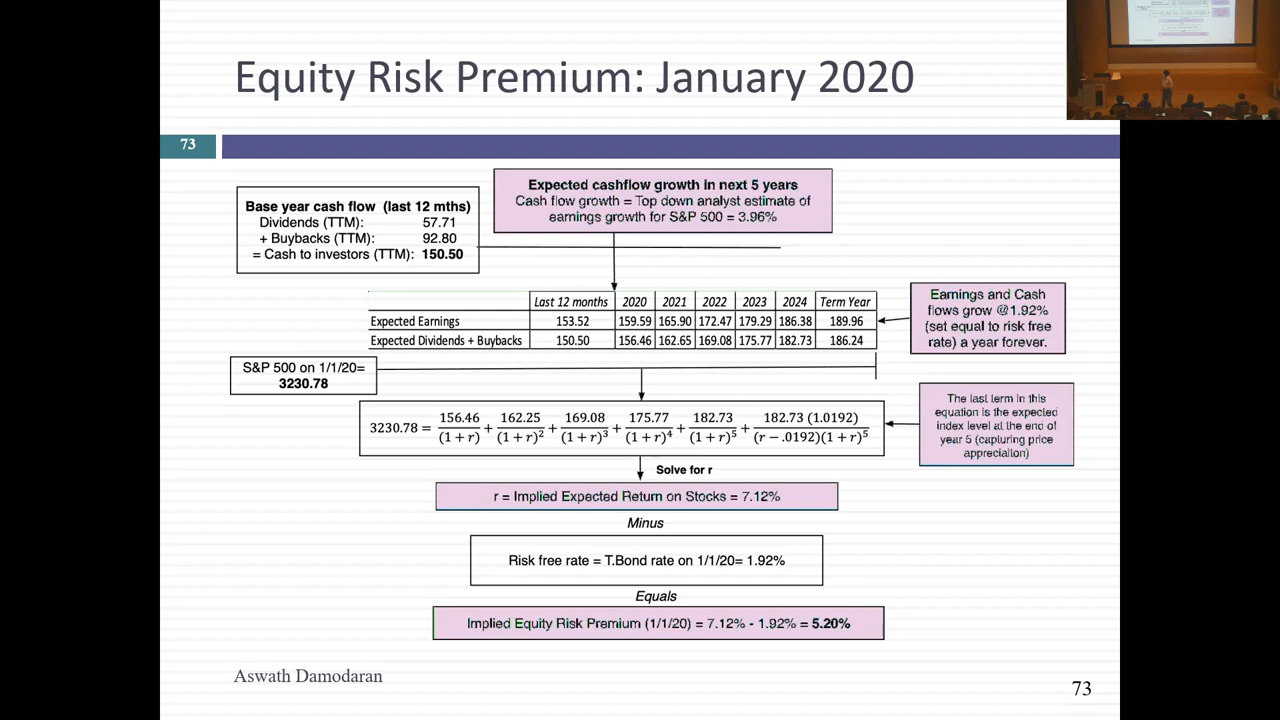 Equity Risk Premium: January 2020
73
Base year cash flow (last 12 mths)
Dividends (TTM): 57.71
+ Buybacks (TTM): 92.80
= Cash to investors (TTM): 150.50
Expected cashflow growth in next 5 years
Cash flow growth = Top down analyst estimate of
earnings growth for S&P 500 = 3.96%
Last 12 months 2020 2021 2022 2023 2024 Term Year
Expected Earnings 153.52 159.59 165.90 172.47 179.29 186.38 189.96
Expected Dividends + Buybacks 150.50 156.46 162.65 169.08 175.77 182.73 186.24
Earnings and Cash
flows grow @1.92%
(set equal to risk free
rate) a year forever.
S&P 500 on 1/1/20=
3230.78
3230.78 = 156.46/(1+r) + 162.25/(1+r)² + 169.08/(1+r)³ + 175.77/(1+r)⁴ + 182.73/(1+r)⁵ + 182.73 (1.0192)/(r−.0192)(1+r)⁵
The last term in this
equation is the expected
index level at the end of
year 5 (capturing price
appreciation)
Solve for r
r = Implied Expected Return on Stocks = 7.12%
Minus
Risk free rate = T.Bond rate on 1/1/20= 1.92%
Equals
Implied Equity Risk Premium (1/1/20) = 7.12% - 1.92% = 5.20%
Aswath Damodaran
73